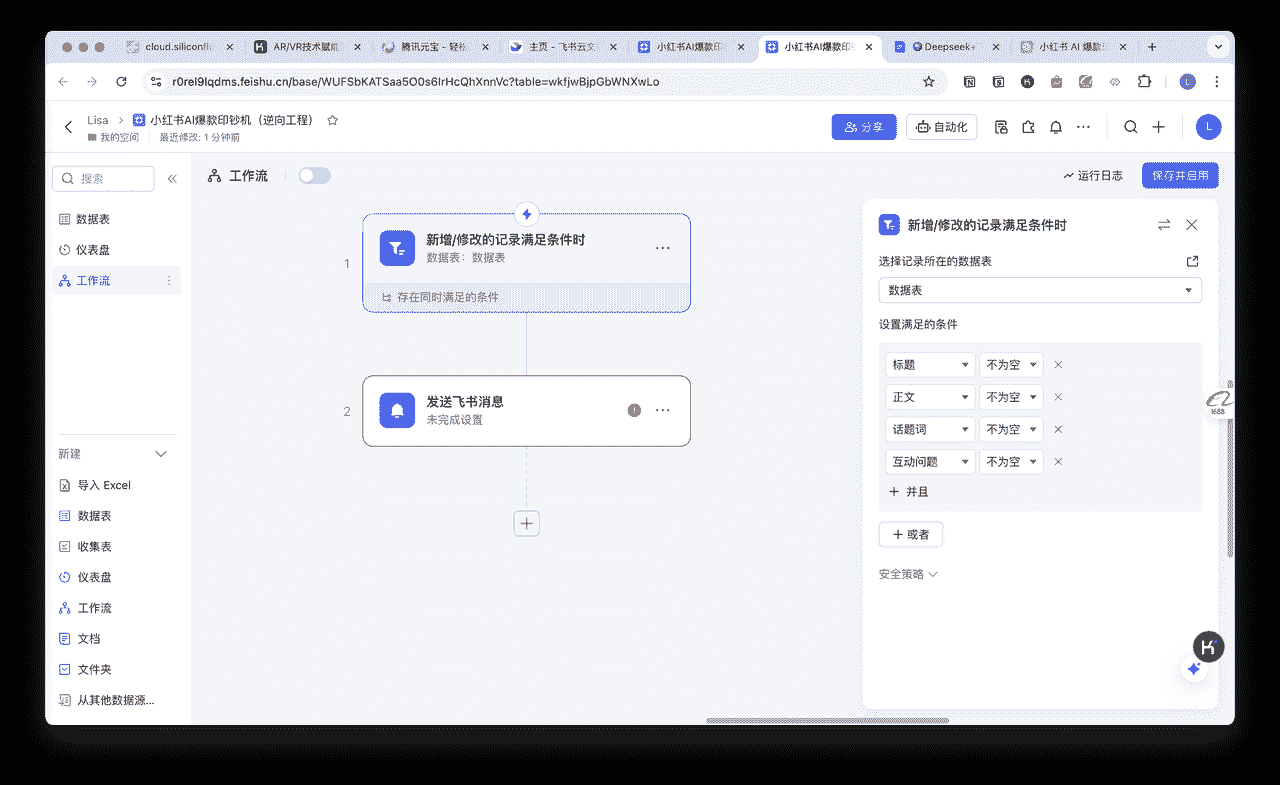 cloud.siliconfl
AR/VR技术赋能
腾讯元宝 - 轻松
主页 - 飞书云文
小红书AI爆款印
小红书AI爆款印
Deepseek+
小红书 AI 爆款
r0rel9lqdms.feishu.cn/base/WUFSbKATSaa5O0s6IrHcQhXnnVc?table=wkfjwBjpGbWNXwLo
Lisa
小红书AI爆款印钞机（逆向工程）
我的空间
最近修改: 1 分钟前
分享
自动化
L
搜索
工作流
运行日志
保存并启用
数据表
仪表盘
工作流
新建
导入 Excel
数据表
收集表
仪表盘
工作流
文档
文件夹
从其他数据源...
1
新增/修改的记录满足条件时
数据表：数据表
存在同时满足的条件
2
发送飞书消息
未完成设置
新增/修改的记录满足条件时
选择记录所在的数据表
数据表
设置满足的条件
标题 不为空
正文 不为空
话题词 不为空
互动问题 不为空
并且
或者
安全策略
1688